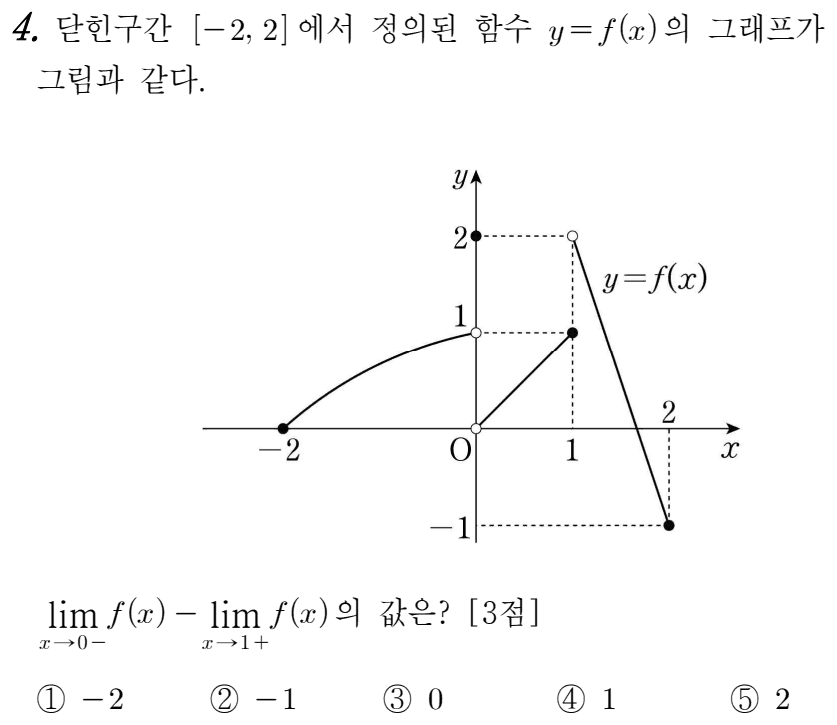 4. 닫힌구간 [-2, 2]에서 정의된 함수 y=f(x)의 그래프가
그림과 같다.
y
2
y=f(x)
1
2
-2
O
1
x
-1
lim f(x) - lim f(x)의 값은? [3점]
x→0- x→1+
① -2 ② -1 ③ 0 ④ 1 ⑤ 2